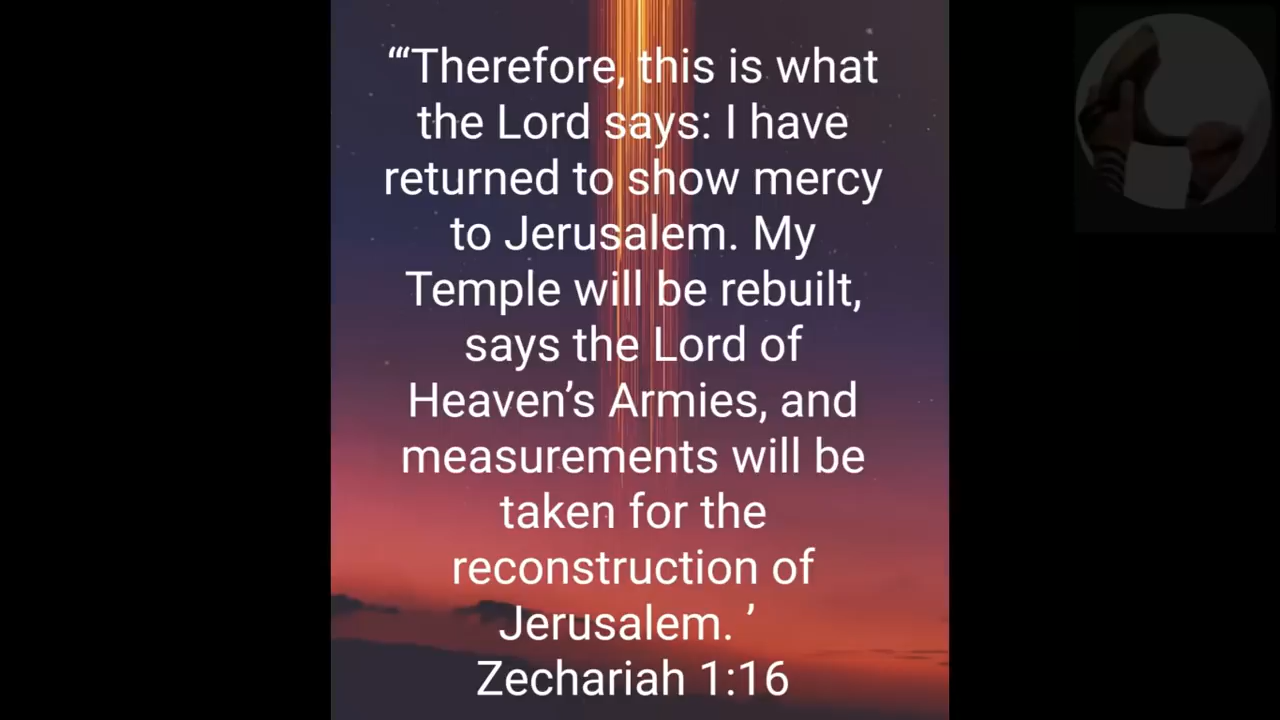 “‘Therefore, this is what
the Lord says: I have
returned to show mercy
to Jerusalem. My
Temple will be rebuilt,
says the Lord of
Heaven’s Armies, and
measurements will be
taken for the
reconstruction of
Jerusalem. ’
Zechariah 1:16